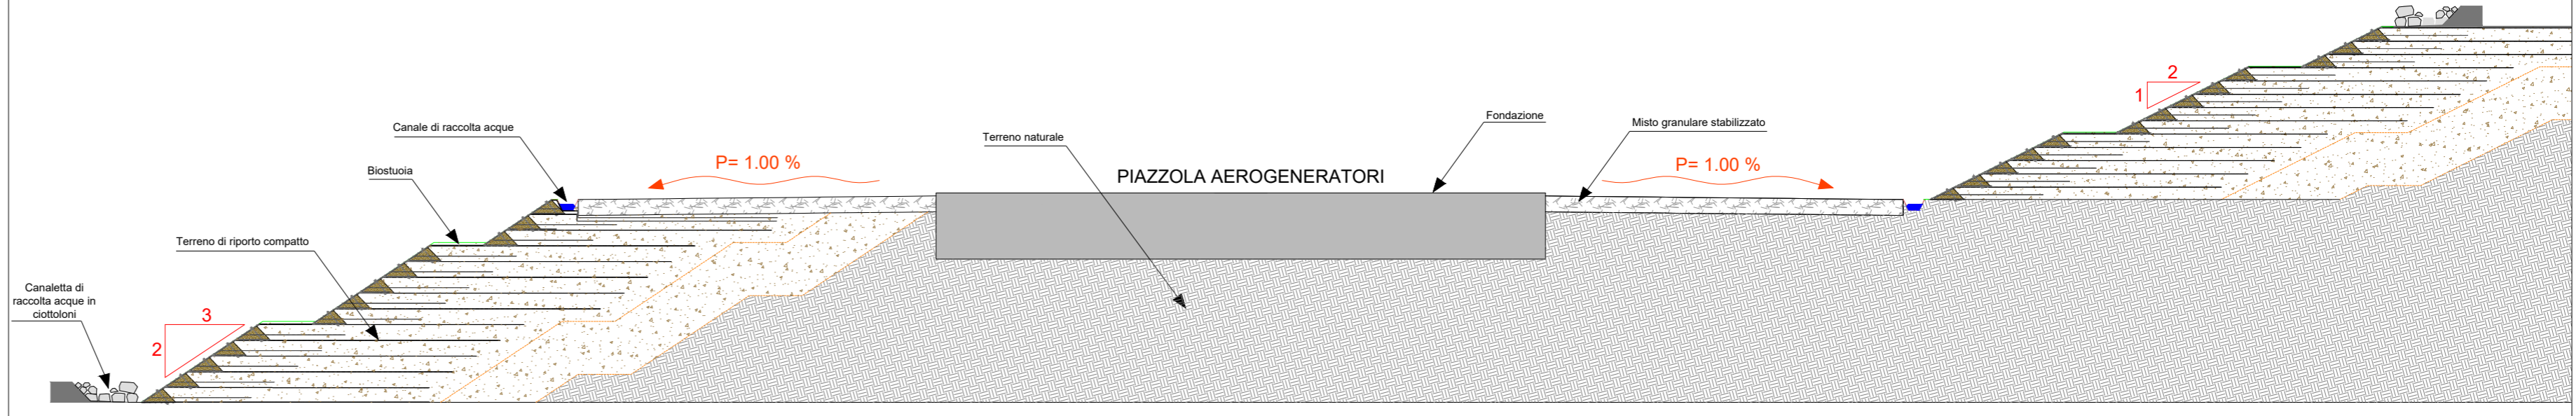 Canale di raccolta acque
Biostuoia
Terreno di riporto compatto
Canaletta di
raccolta acque in
ciottoloni
3
2
P= 1.00 %
Terreno naturale
PIAZZOLA AEROGENERATORI
Fondazione
Misto granulare stabilizzato
P= 1.00 %
2
1